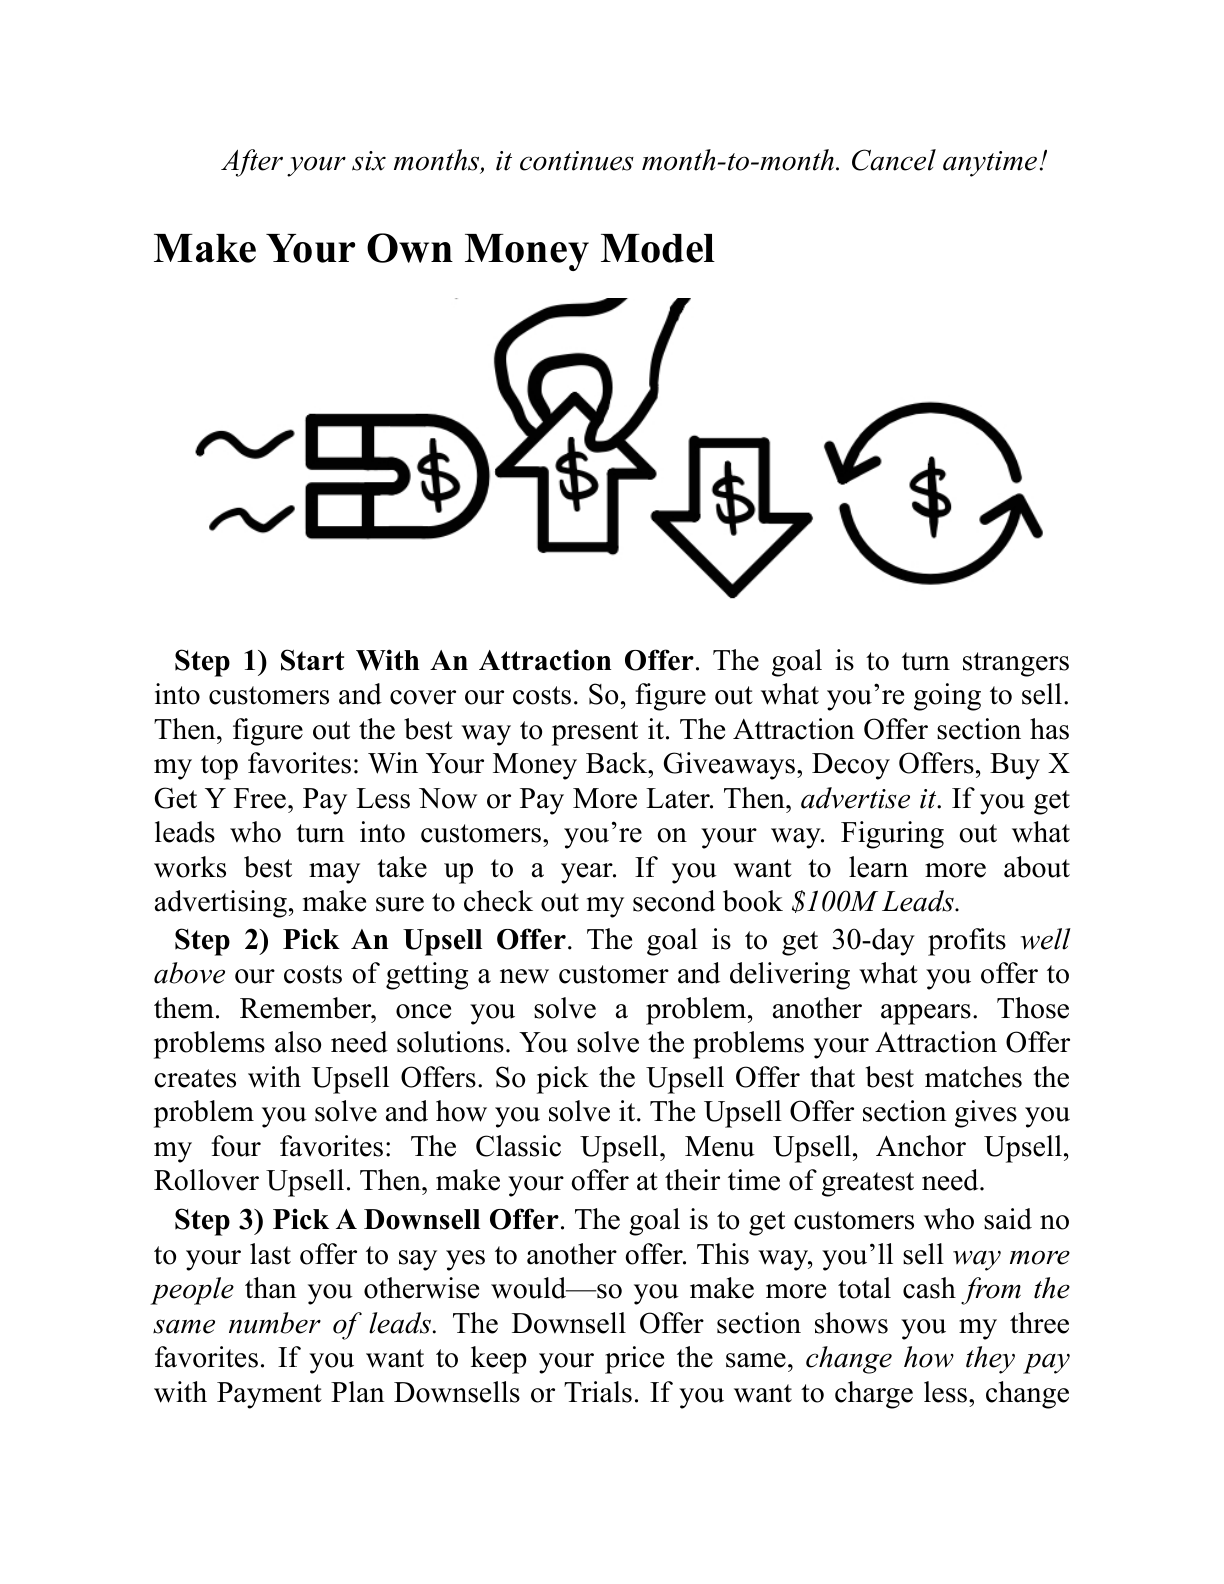 After your six months, it continues month-to-month. Cancel anytime!
Make Your Own Money Model
$ $ $ $
Step 1) Start With An Attraction Offer. The goal is to turn strangers
into customers and cover our costs. So, figure out what you’re going to sell.
Then, figure out the best way to present it. The Attraction Offer section has
my top favorites: Win Your Money Back, Giveaways, Decoy Offers, Buy X
Get Y Free, Pay Less Now or Pay More Later. Then, advertise it. If you get
leads who turn into customers, you’re on your way. Figuring out what
works best may take up to a year. If you want to learn more about
advertising, make sure to check out my second book $100M Leads.
Step 2) Pick An Upsell Offer. The goal is to get 30-day profits well
above our costs of getting a new customer and delivering what you offer to
them. Remember, once you solve a problem, another appears. Those
problems also need solutions. You solve the problems your Attraction Offer
creates with Upsell Offers. So pick the Upsell Offer that best matches the
problem you solve and how you solve it. The Upsell Offer section gives you
my four favorites: The Classic Upsell, Menu Upsell, Anchor Upsell,
Rollover Upsell. Then, make your offer at their time of greatest need.
Step 3) Pick A Downsell Offer. The goal is to get customers who said no
to your last offer to say yes to another offer. This way, you’ll sell way more
people than you otherwise would—so you make more total cash from the
same number of leads. The Downsell Offer section shows you my three
favorites. If you want to keep your price the same, change how they pay
with Payment Plan Downsells or Trials. If you want to charge less, change